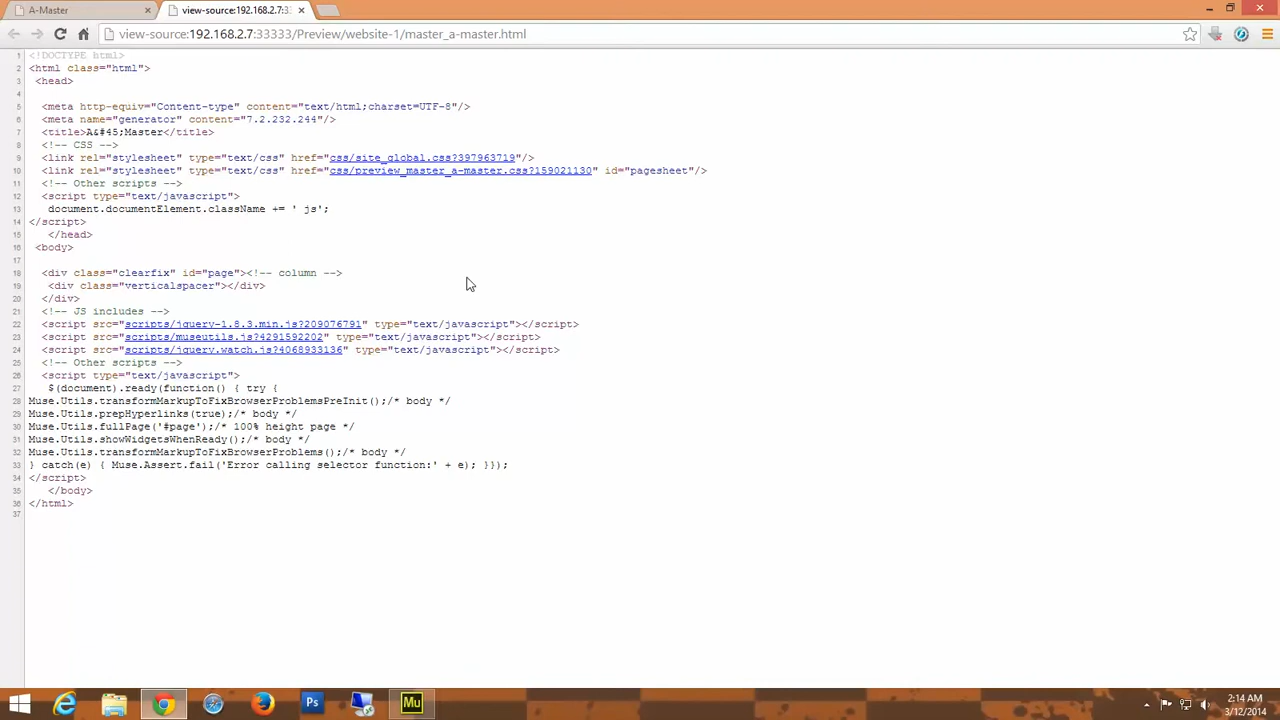 A-Master
view-source:192.168.2.7:33
view-source:192.168.2.7:33333/Preview/website-1/master_a-master.html
1 <!DOCTYPE html>
2 <html class="html">
3 <head>
4
5 <meta http-equiv="Content-type" content="text/html;charset=UTF-8"/>
6 <meta name="generator" content="7.2.232.244"/>
7 <title>A&#45;Master</title>
8 <!-- CSS -->
9 <link rel="stylesheet" type="text/css" href="css/site_global.css?397963719"/>
10 <link rel="stylesheet" type="text/css" href="css/preview_master_a-master.css?159021130" id="pagesheet"/>
11 <!-- Other scripts -->
12 <script type="text/javascript">
13 document.documentElement.className += ' js';
14 </script>
15 </head>
16 <body>
17
18 <div class="clearfix" id="page"><!-- column -->
19 <div class="verticalspacer"></div>
20 </div>
21 <!-- JS includes -->
22 <script src="scripts/jquery-1.8.3.min.js?209076791" type="text/javascript"></script>
23 <script src="scripts/museutils.js?4291592202" type="text/javascript"></script>
24 <script src="scripts/jquery.watch.js?4068933136" type="text/javascript"></script>
25 <!-- Other scripts -->
26 <script type="text/javascript">
27 $(document).ready(function() { try {
28 Muse.Utils.transformMarkupToFixBrowserProblemsPreInit();/* body */
29 Muse.Utils.prepHyperlinks(true);/* body */
30 Muse.Utils.fullPage('#page');/* 100% height page */
31 Muse.Utils.showWidgetsWhenReady();/* body */
32 Muse.Utils.transformMarkupToFixBrowserProblems();/* body */
33 } catch(e) { Muse.Assert.fail('Error calling selector function:' + e); }});
34 </script>
35 </body>
36 </html>
37
Ps
Mu
2:14 AM
3/12/2014